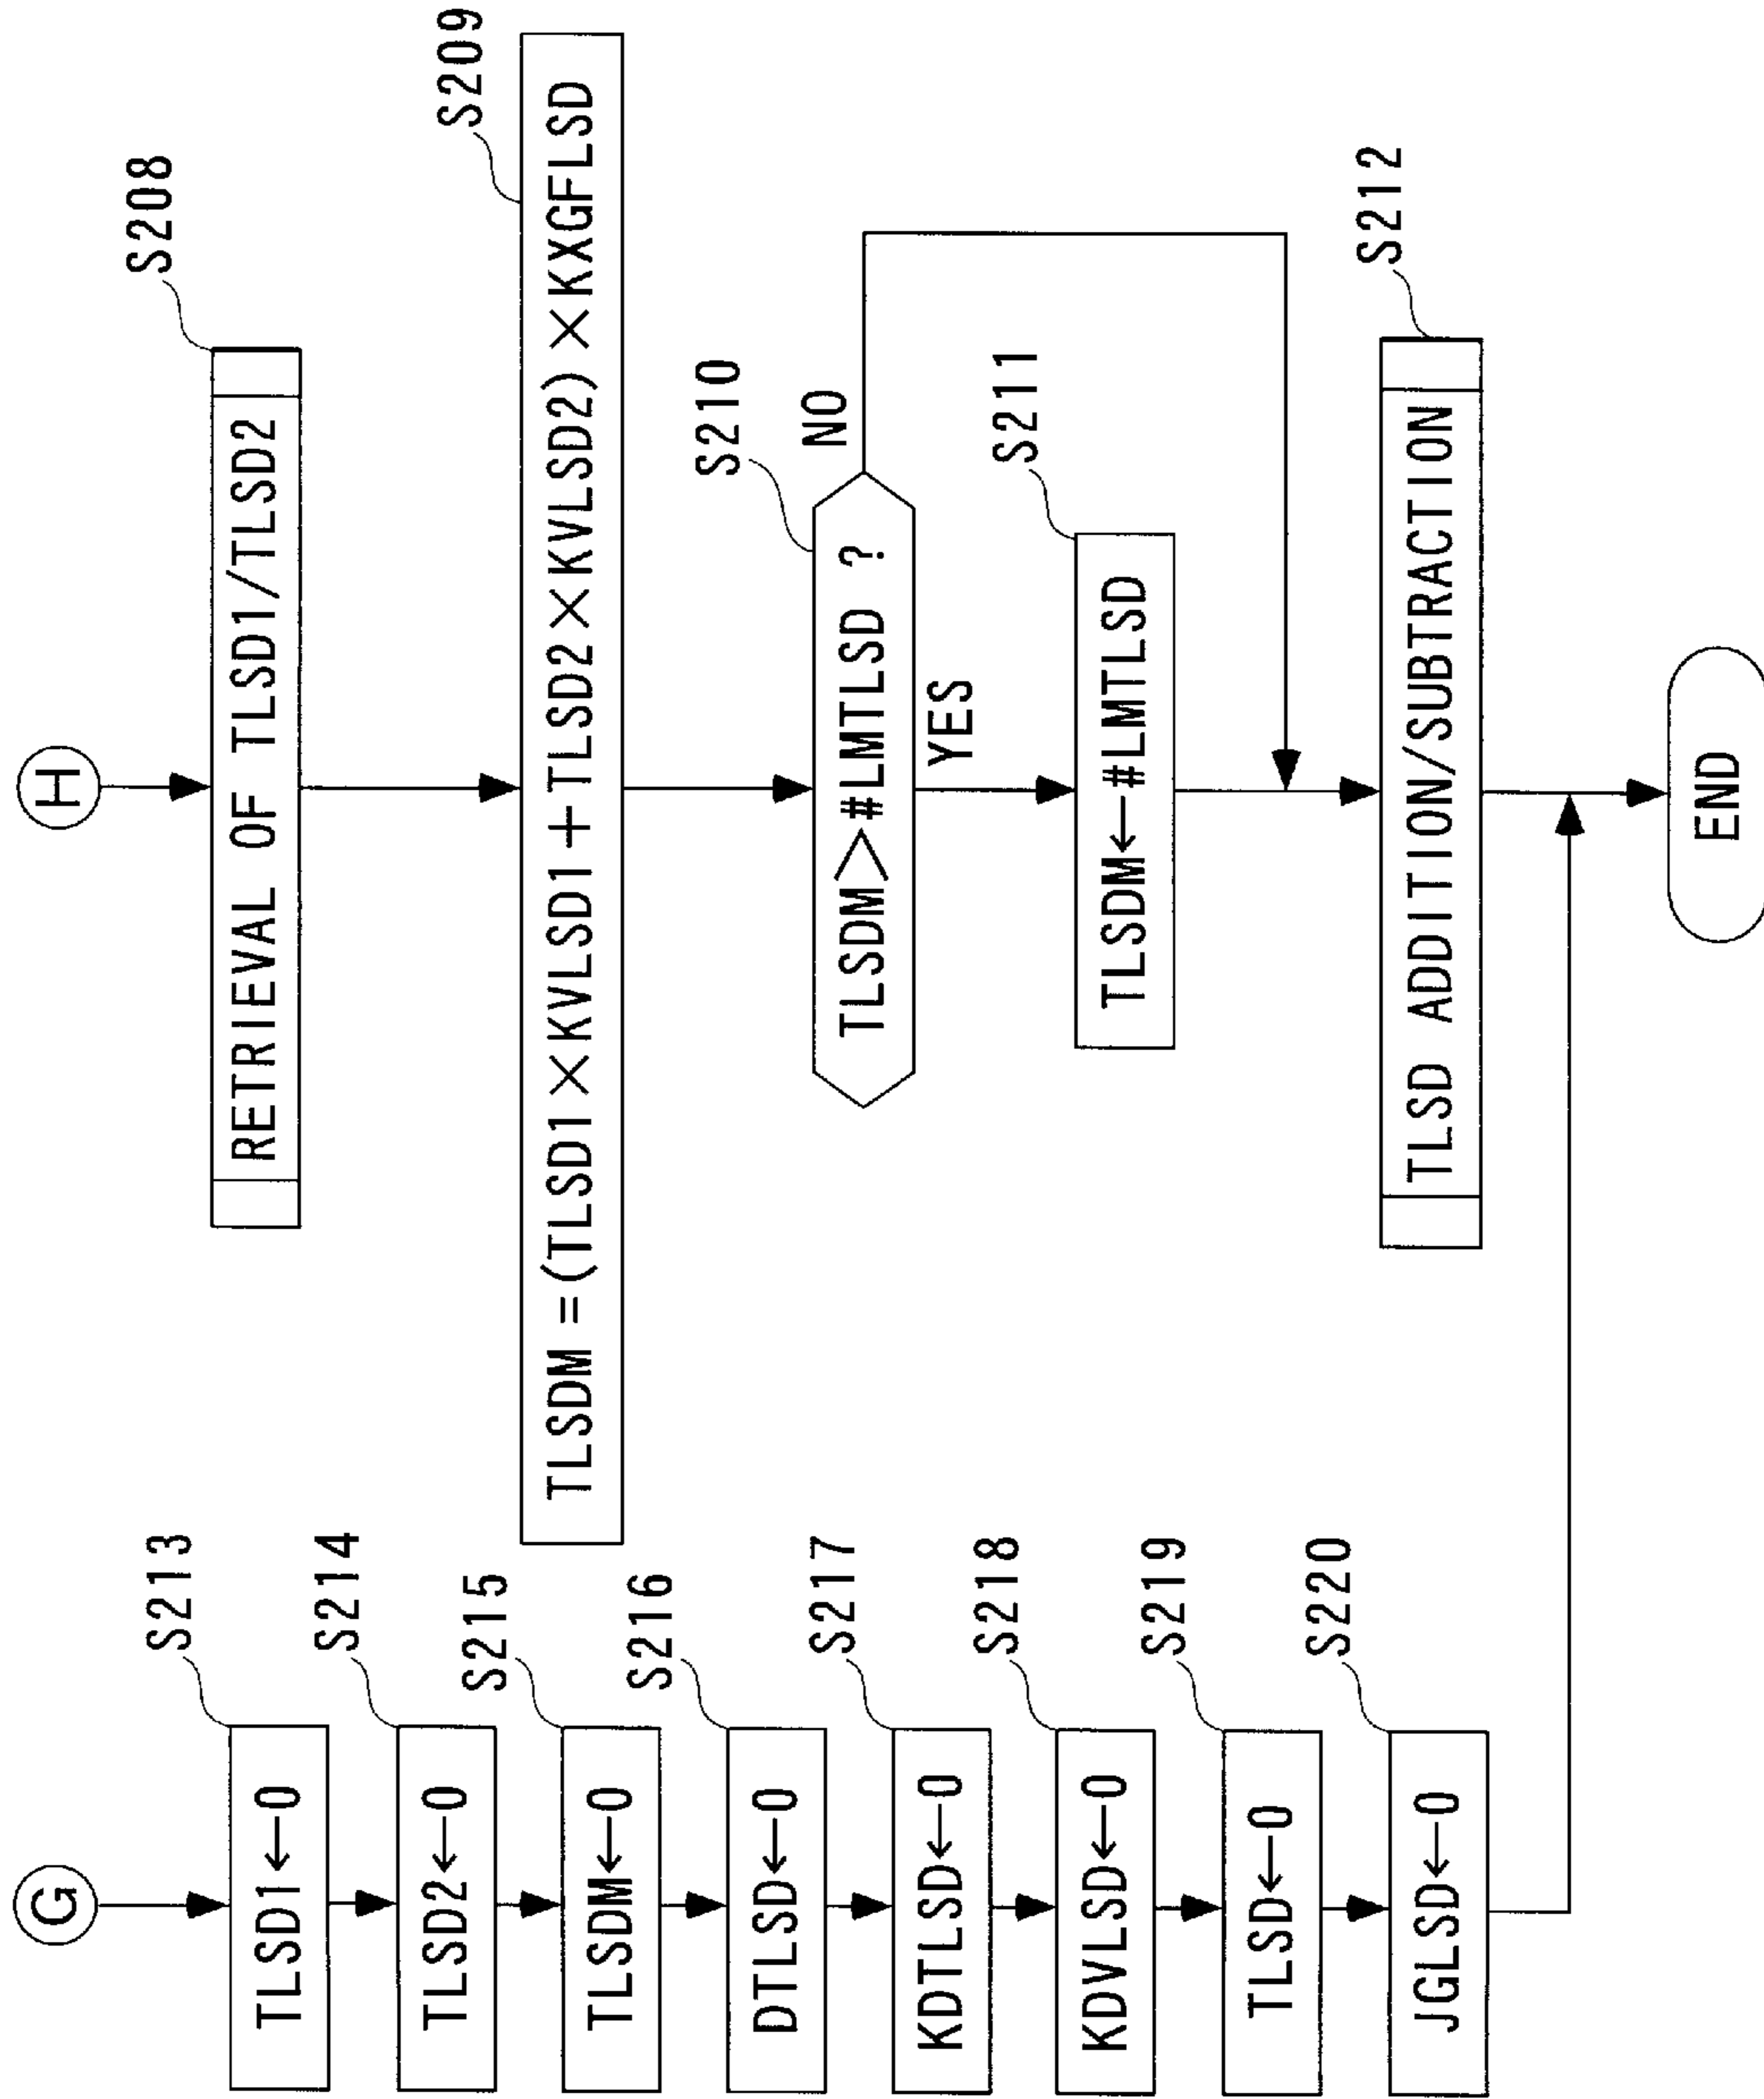 H
S208
RETRIEVAL OF TLSD1/TLSD2
S209
TLSDM=(TLSD1×KVLSD1+TLSD2×KVLSD2)×KXGFLSD
S210
TLSDM>#LMTLSD ?
NO
YES
S211
TLSDM←#LMTLSD
S212
TLSD ADDITION/SUBTRACTION
END
G
S213
TLSD1←0
S214
TLSD2←0
S215
TLSDM←0
S216
DTLSD←0
S217
KDTLSD←0
S218
KDVLSD←0
S219
TLSD←0
S220
JGLSD←0